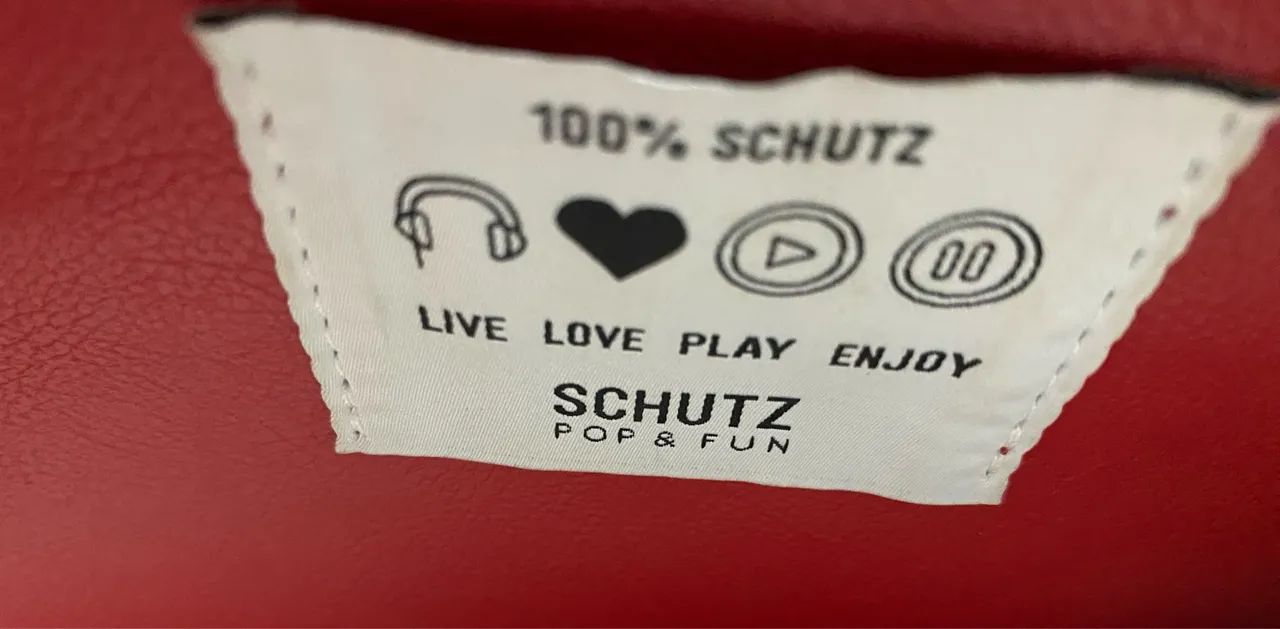 100% SCHUTZ
LIVE LOVE PLAY ENJOY
SCHUTZ
POP & FUN